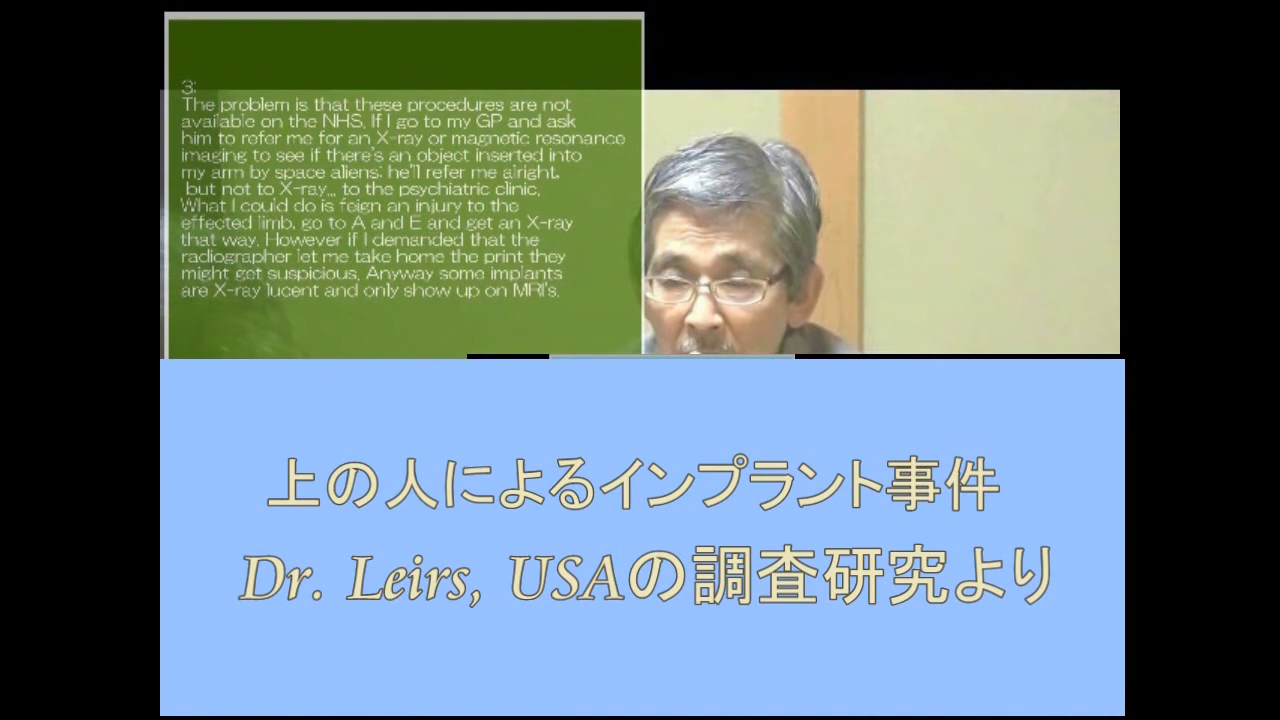 3:
The problem is that these procedures are not
available on the NHS. If I go to my GP and ask
him to refer me for an X-ray or magnetic resonance
imaging to see if there's an object inserted into
my arm by space aliens; he'll refer me alright,
but not to X-ray... to the psychiatric clinic.
What I could do is feign an injury to the
effected limb, go to A and E and get an X-ray
that way. However if I demanded that the
radiographer let me take home the print they
might get suspicious. Anyway some implants
are X-ray lucent and only show up on MRI's.
上の人によるインプラント事件
Dr. Leirs, USAの調査研究より